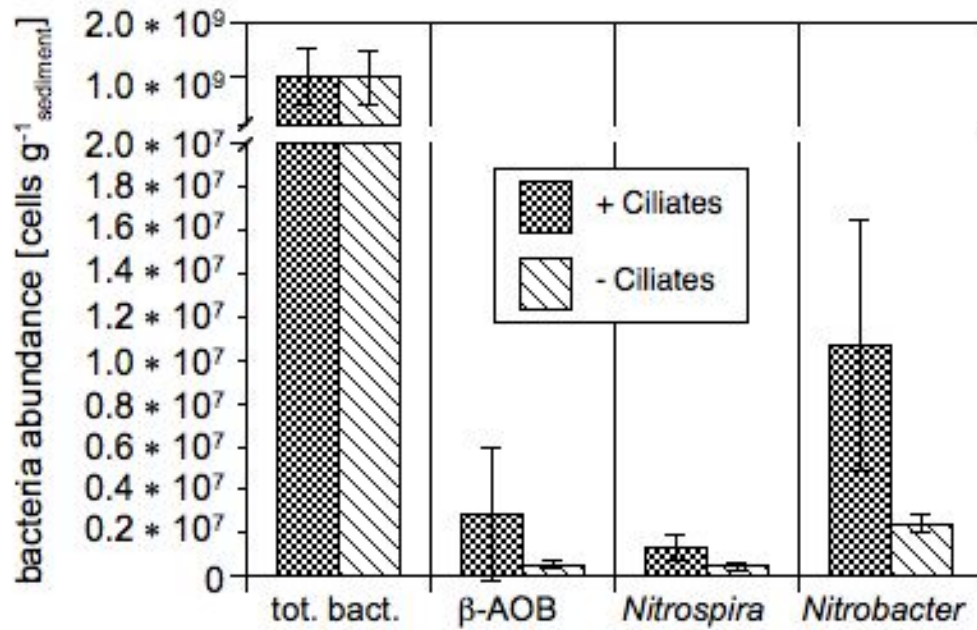 bacteria abundance [cells g⁻¹ sediment]
2.0 * 10⁹
1.0 * 10⁹
2.0 * 10⁷
1.8 * 10⁷
1.6 * 10⁷
1.4 * 10⁷
1.2 * 10⁷
1.0 * 10⁷
0.8 * 10⁷
0.6 * 10⁷
0.4 * 10⁷
0.2 * 10⁷
0
+ Ciliates
- Ciliates
tot. bact. β-AOB Nitrospira Nitrobacter